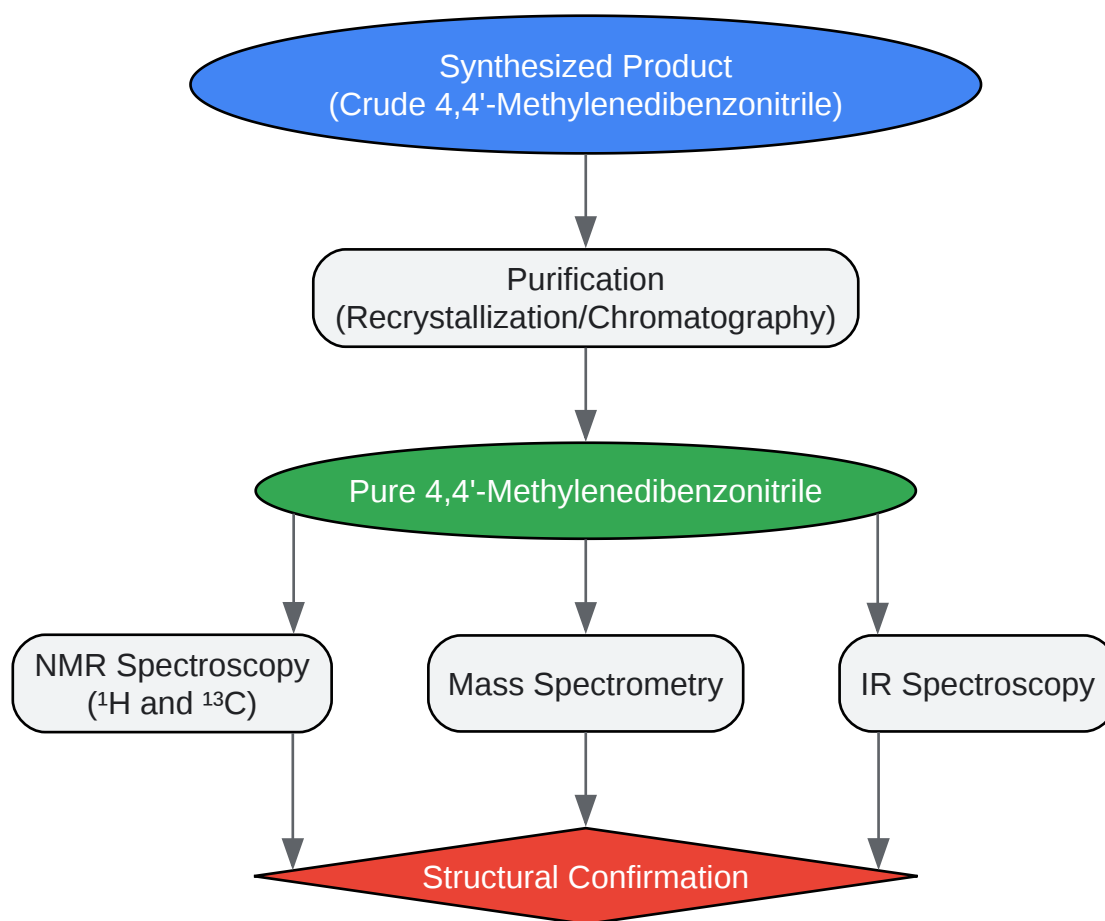 Synthesized Product
(Crude 4,4'-Methylenedibenzonitrile)
Purification
(Recrystallization/Chromatography)
Pure 4,4'-Methylenedibenzonitrile
NMR Spectroscopy
(¹H and ¹³C)
Mass Spectrometry
IR Spectroscopy
Structural Confirmation